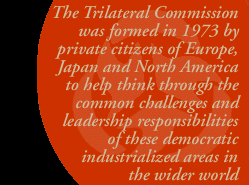 The Trilateral Commission
was formed in 1973 by
private citizens of Europe,
Japan and North America
to help think through the
common challenges and
leadership responsibilities
of these democratic
industrialized areas in
the wider world